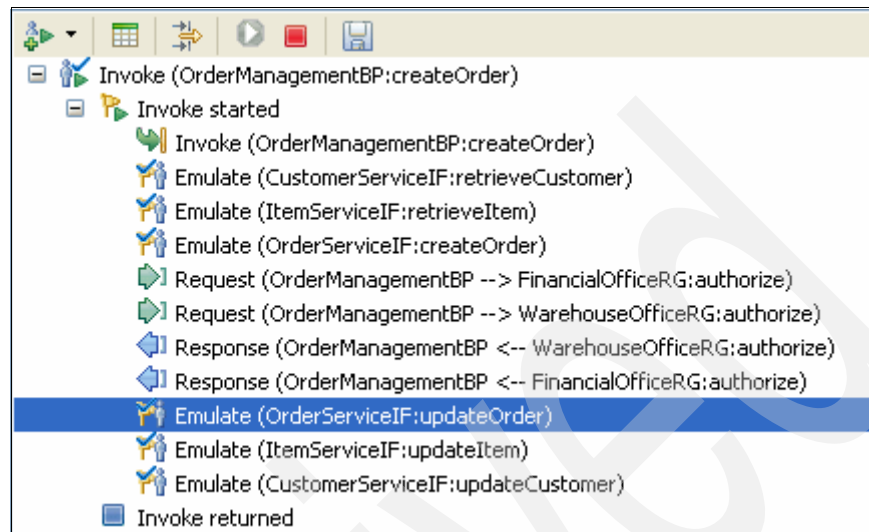 Invoke (OrderManagementBP:createOrder)
Invoke started
Invoke (OrderManagementBP:createOrder)
Emulate (CustomerServiceIF:retrieveCustomer)
Emulate (ItemServiceIF:retrieveItem)
Emulate (OrderServiceIF:createOrder)
Request (OrderManagementBP --> FinancialOfficeRG:authorize)
Request (OrderManagementBP --> WarehouseOfficeRG:authorize)
Response (OrderManagementBP <-- WarehouseOfficeRG:authorize)
Response (OrderManagementBP <-- FinancialOfficeRG:authorize)
Emulate (OrderServiceIF:updateOrder)
Emulate (ItemServiceIF:updateItem)
Emulate (CustomerServiceIF:updateCustomer)
Invoke returned